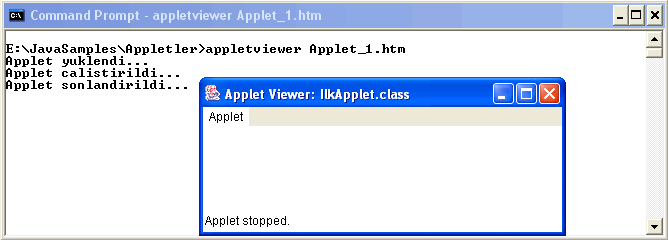 Command Prompt - appletviewer Applet_1.htm
E:\JavaSamples\Appletler>appletviewer Applet_1.htm
Applet yuklendi...
Applet calistirildi...
Applet sonlandirildi...
Applet Viewer: IlkApplet.class
Applet
Applet stopped.